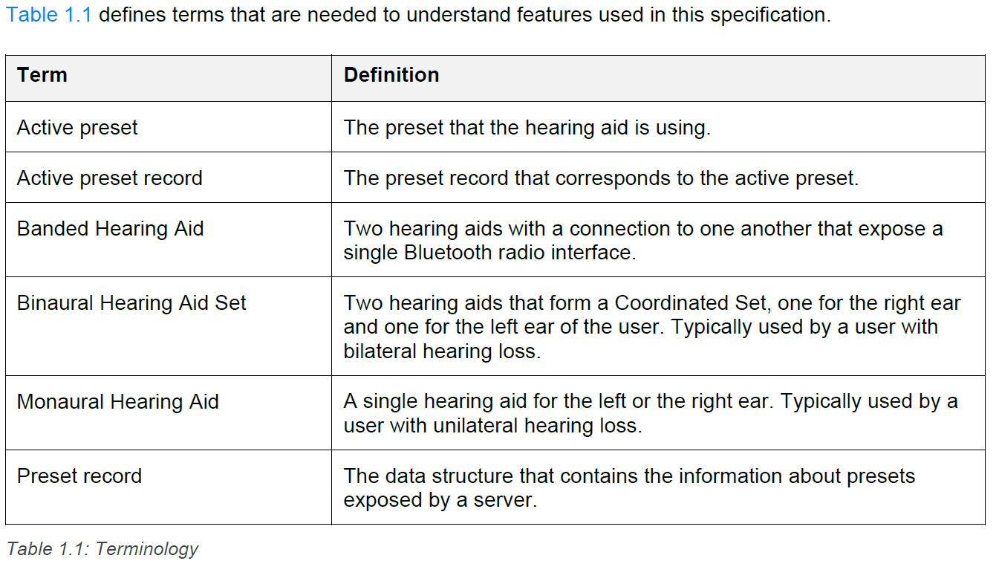 Table 1.1 defines terms that are needed to understand features used in this specification.
Term
Definition
Active preset
The preset that the hearing aid is using.
Active preset record
The preset record that corresponds to the active preset.
Banded Hearing Aid
Two hearing aids with a connection to one another that expose a
single Bluetooth radio interface.
Binaural Hearing Aid Set
Two hearing aids that form a Coordinated Set, one for the right ear
and one for the left ear of the user. Typically used by a user with
bilateral hearing loss.
Monaural Hearing Aid
A single hearing aid for the left or the right ear. Typically used by a
user with unilateral hearing loss.
Preset record
The data structure that contains the information about presets
exposed by a server.
Table 1.1: Terminology